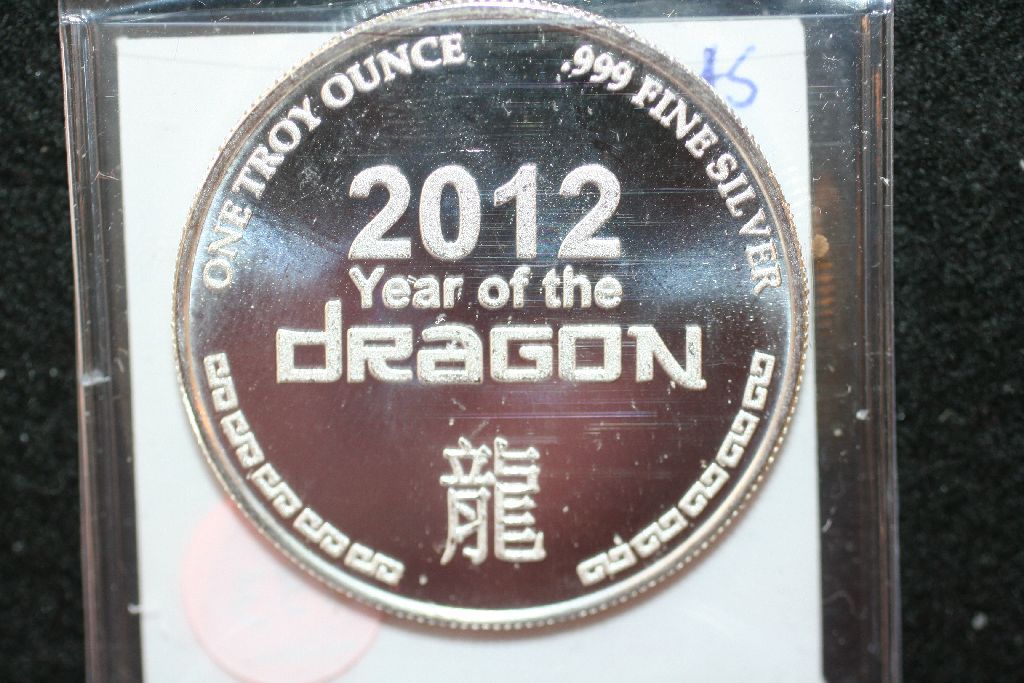 ONE TROY OUNCE
.999 FINE SILVER
2012
Year of the
dRaGON
龍